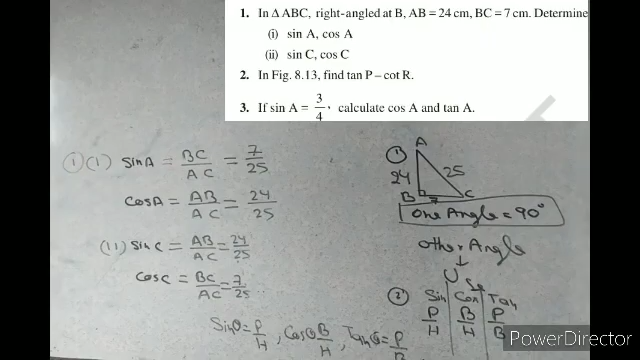 1. In Δ ABC, right-angled at B, AB = 24 cm, BC = 7 cm. Determine
(i) sin A, cos A
(ii) sin C, cos C
2. In Fig. 8.13, find tan P – cot R.
3. If sin A = 3/4, calculate cos A and tan A.
① (i) sinA = BC/AC = 7/25
cosA = AB/AC = 24/25
(ii) sin C = AB/AC = 24/25
cosC = BC/AC = 7/25
Sinθ = P/H, Cosθ B/H, Tanθ = P/B
①
A
24 25
B 7 C
One Angle = 90°
other Angle
↓
U
②
Sin Cos Tan
P/H B/H P/B
PowerDirector